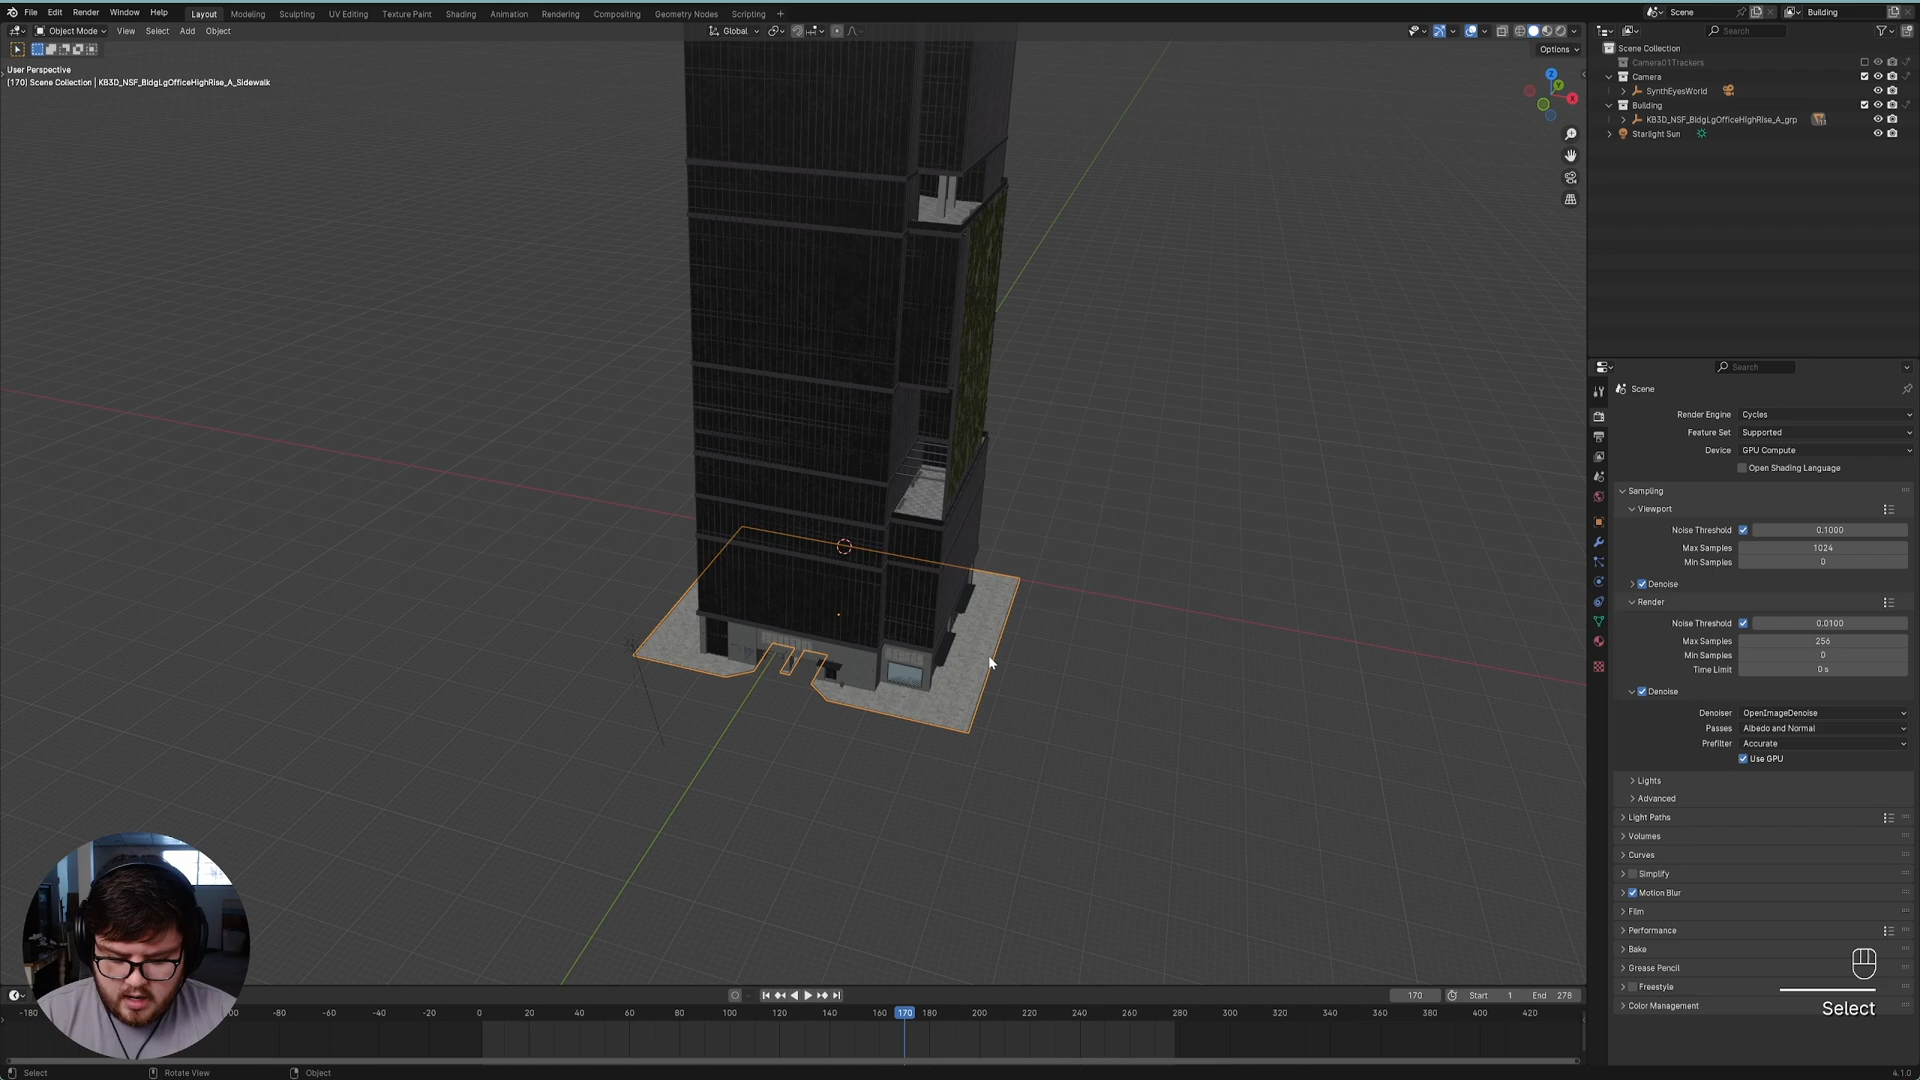 File Edit Render Window Help Layout Modeling Sculpting UV Editing Texture Paint Shading Animation Rendering Compositing Geometry Nodes Scripting + Scene Building
Object Mode View Select Add Object Global Search
Options
User Perspective
(170) Scene Collection | KB3D_NSF_BldgLgOfficeHighRise_A_Sidewalk
Z
Y
X
Scene Collection
Camera01Trackers
Camera
SynthEyesWorld
Building
KB3D_NSF_BldgLgOfficeHighRise_A_grp
Starlight Sun
Search
Scene
Render Engine Cycles
Feature Set Supported
Device GPU Compute
Open Shading Language
Sampling
Viewport
Noise Threshold 0.1000
Max Samples 1024
Min Samples 0
Denoise
Render
Noise Threshold 0.0100
Max Samples 256
Min Samples 0
Time Limit 0 s
Denoise
Denoiser OpenImageDenoise
Passes Albedo and Normal
Prefilter Accurate
Use GPU
Lights
Advanced
Light Paths
Volumes
Curves
Simplify
Motion Blur
Film
Performance
Bake
Grease Pencil
Freestyle
Color Management
Select
170 Start 1 End 278
-180 -80 -60 -40 -20 0 20 40 60 80 100 120 140 160 170 180 200 220 240 260 280 300 320 340 360 380 400 420
Select Rotate View Object 4.1.0